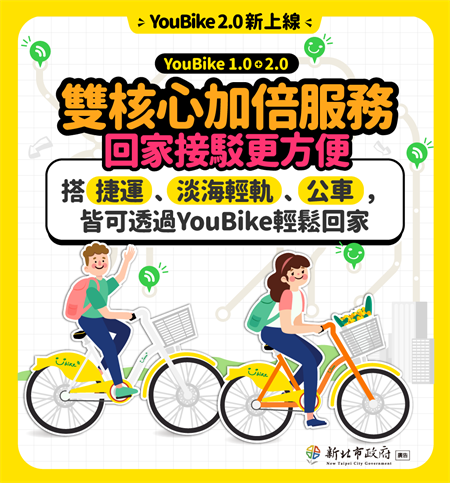 YouBike 2.0 新上線
YouBike 1.0 + 2.0
雙核心加倍服務
回家接駁更方便
搭 捷運、淡海輕軌、公車，
皆可透過YouBike輕鬆回家
Ubike
Ubike
新北市政府 廣告
New Taipei City Government